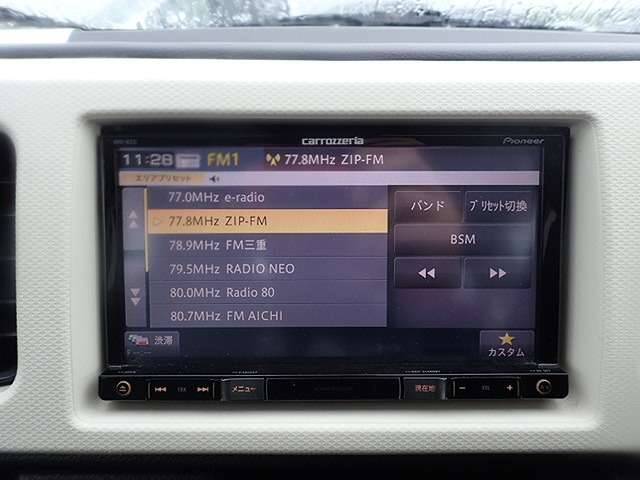 carrozzeria
Pioneer
11:28 FM1 77.8MHz ZIP-FM
エリアプリセット
77.0MHz e-radio
77.8MHz ZIP-FM
78.9MHz FM三重
79.5MHz RADIO NEO
80.0MHz Radio 80
80.7MHz FM AICHI
バンド
プリセット切換
BSM
渋滞
カスタム
メニュー
現在地
− VOL +